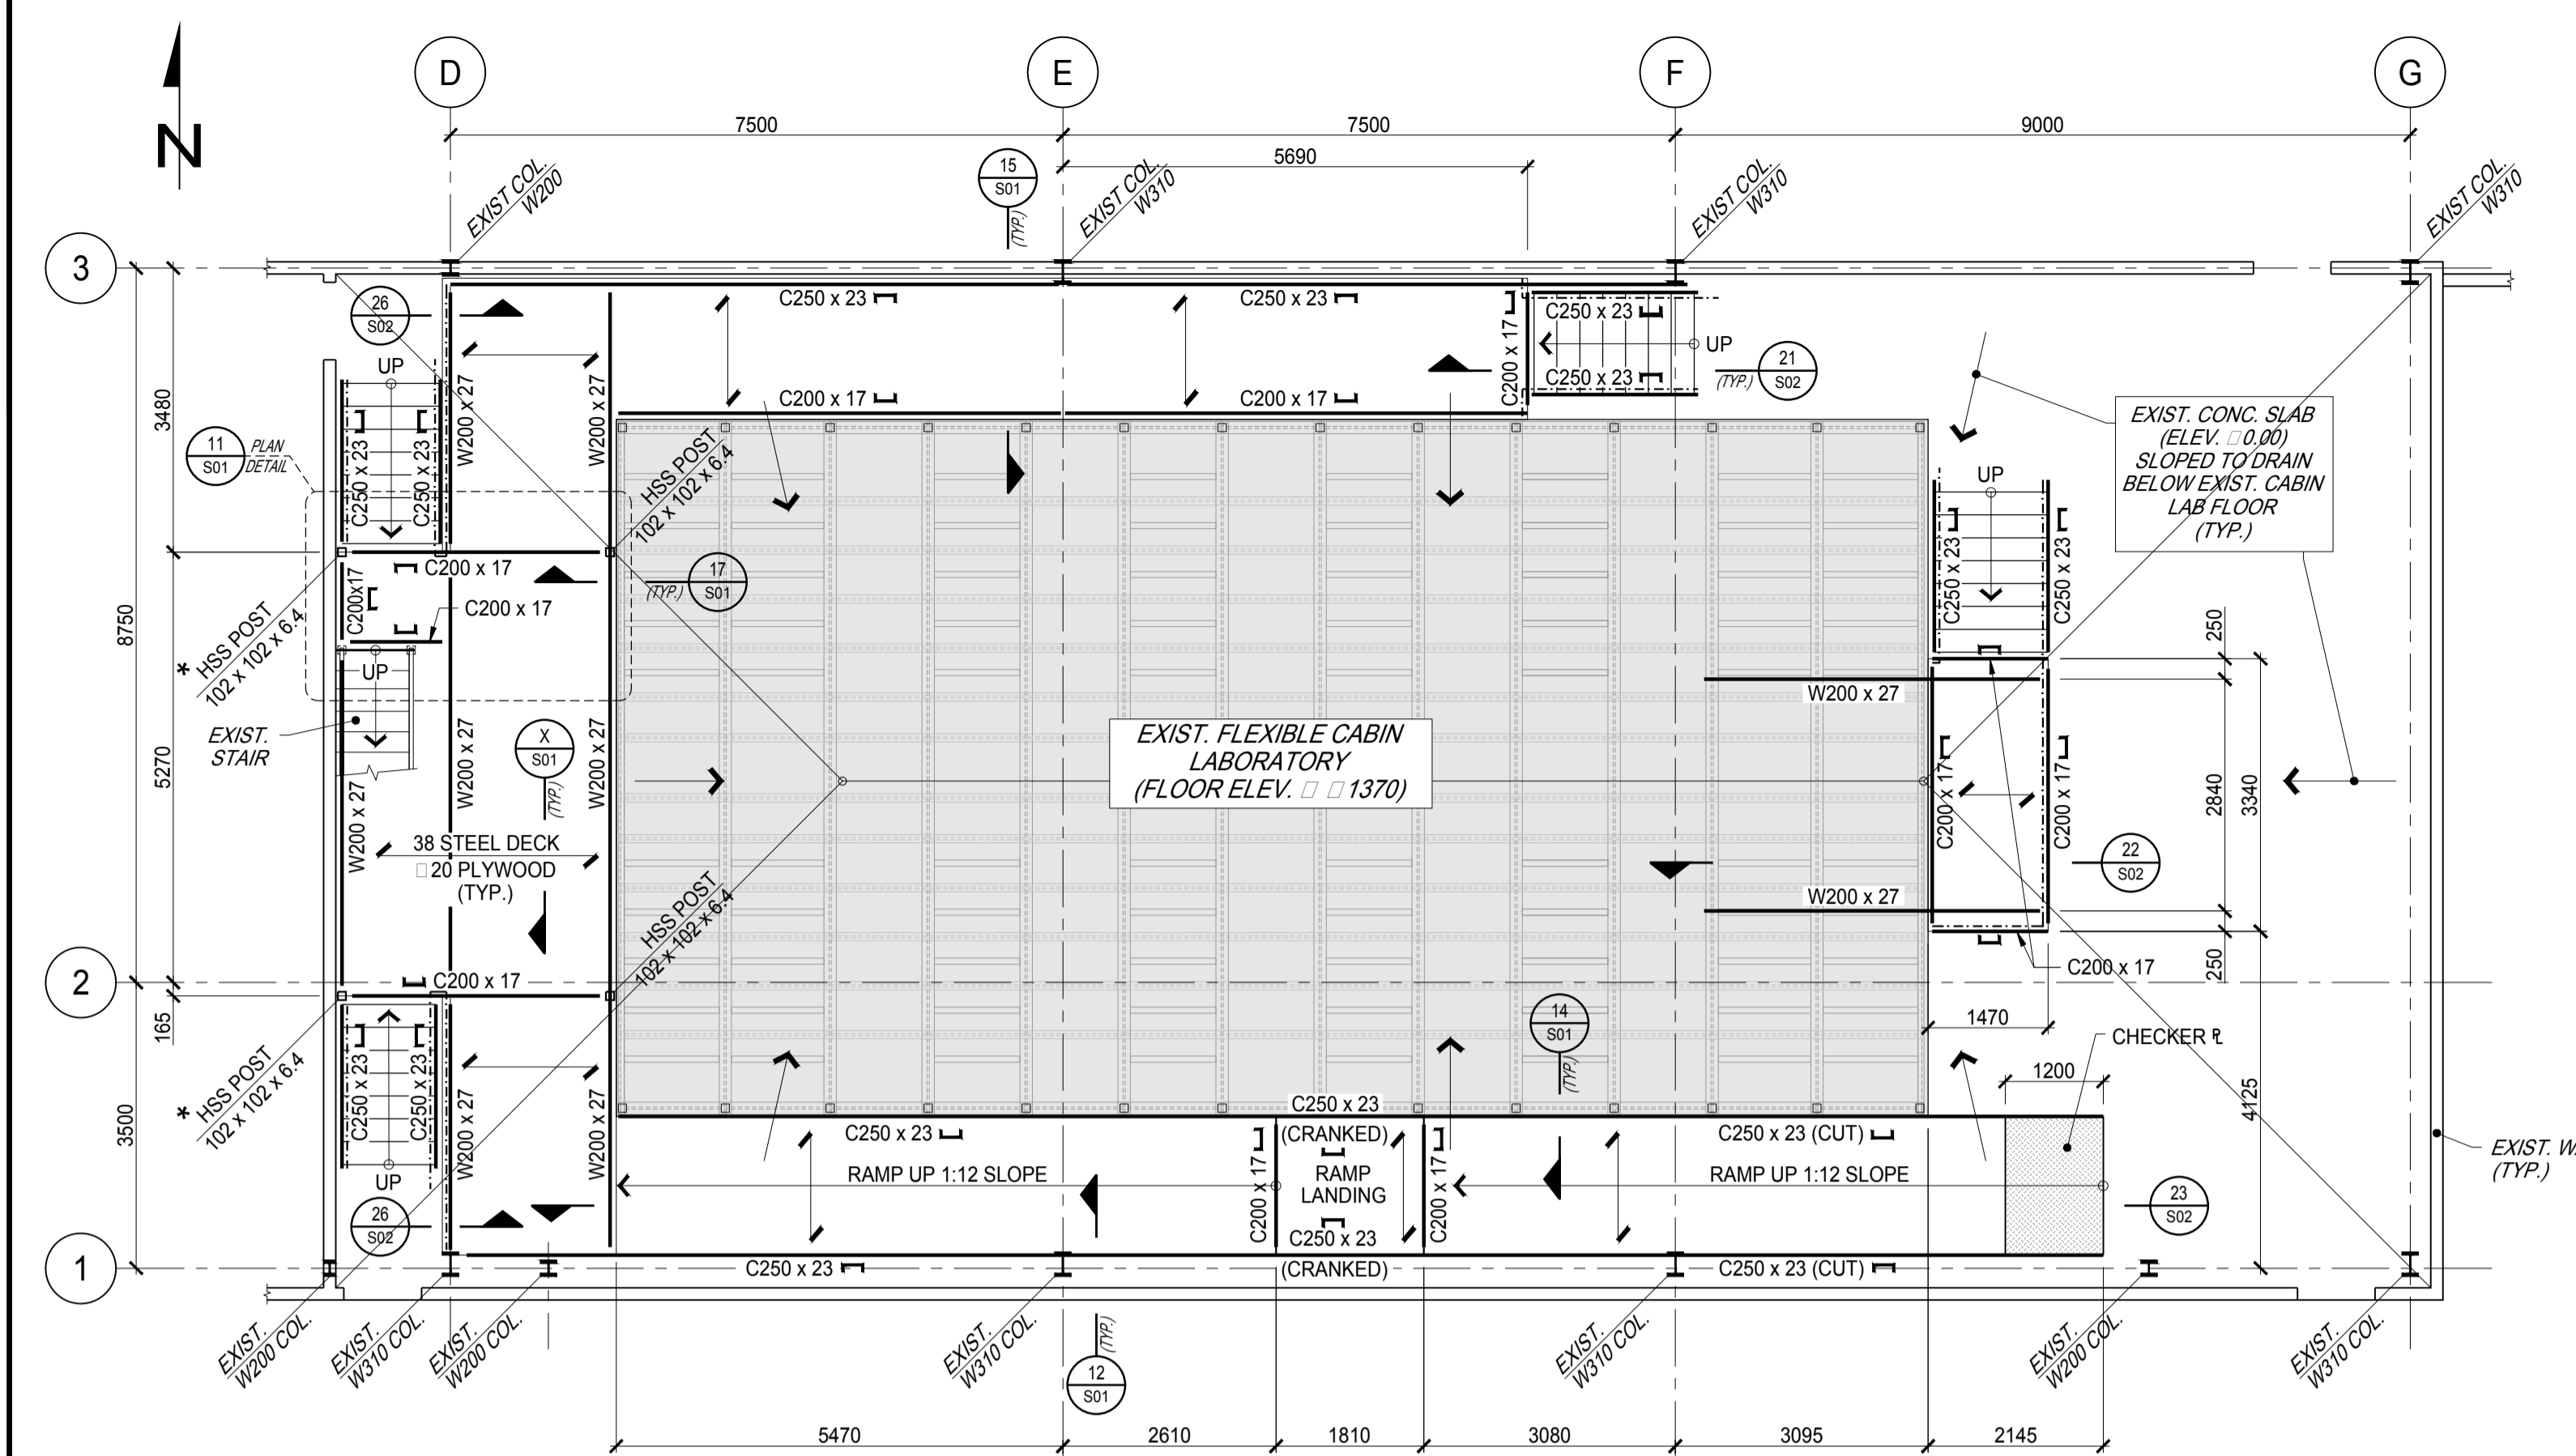 N
D
E
F
G
7500
7500
9000
5690
15
S01
(TYP.)
EXIST COL.
W200
EXIST COL.
W310
EXIST COL.
W310
EXIST COL.
W310
3
2
1
8750
3500
3480
5270
165
26
S02
UP
C250 x 23
C250 x 23
W200 x 27
W200 x 27
C250 x 23
C250 x 23
C200 x 17
C200 x 17
C200 x 17
C250 x 23
C250 x 23
UP
21
S02
(TYP.)
11
S01
PLAN
DETAIL
HSS POST
102 x 102 x 6.4
17
S01
(TYP.)
C200 x 17
C200x17
C200 x 17
* HSS POST
102 x 102 x 6.4
UP
EXIST.
STAIR
W200 x 27
W200 x 27
W200 x 27
X
S01
(TYP.)
38 STEEL DECK
□20 PLYWOOD
(TYP.)
HSS POST
102 x 102 x 6.4
C200 x 17
* HSS POST
102 x 102 x 6.4
C250 x 23
C250 x 23
UP
26
S02
W200 x 27
W200 x 27
EXIST. FLEXIBLE CABIN
LABORATORY
(FLOOR ELEV. □ □1370)
EXIST. CONC. SLAB
(ELEV. □0.00)
SLOPED TO DRAIN
BELOW EXIST. CABIN
LAB FLOOR
(TYP.)
UP
C250 x 23
C250 x 23
W200 x 27
W200 x 27
C200 x 17
C200 x 17
250
2840
3340
250
22
S02
C200 x 17
1470
CHECKER ℄
1200
4125
14
S01
(TYP.)
C250 x 23
(CRANKED)
C250 x 23
C250 x 23 (CUT)
RAMP UP 1:12 SLOPE
C200 x 17
RAMP
LANDING
C200 x 17
RAMP UP 1:12 SLOPE
C250 x 23
(CRANKED)
C250 x 23
C250 x 23 (CUT)
23
S02
EXIST. W
(TYP.)
EXIST.
W200 COL.
EXIST.
W310 COL.
EXIST.
W200 COL.
EXIST.
W310 COL.
12
S01
(TYP.)
EXIST.
W310 COL.
EXIST.
W200 COL.
EXIST.
W310 COL.
5470
2610
1810
3080
3095
2145